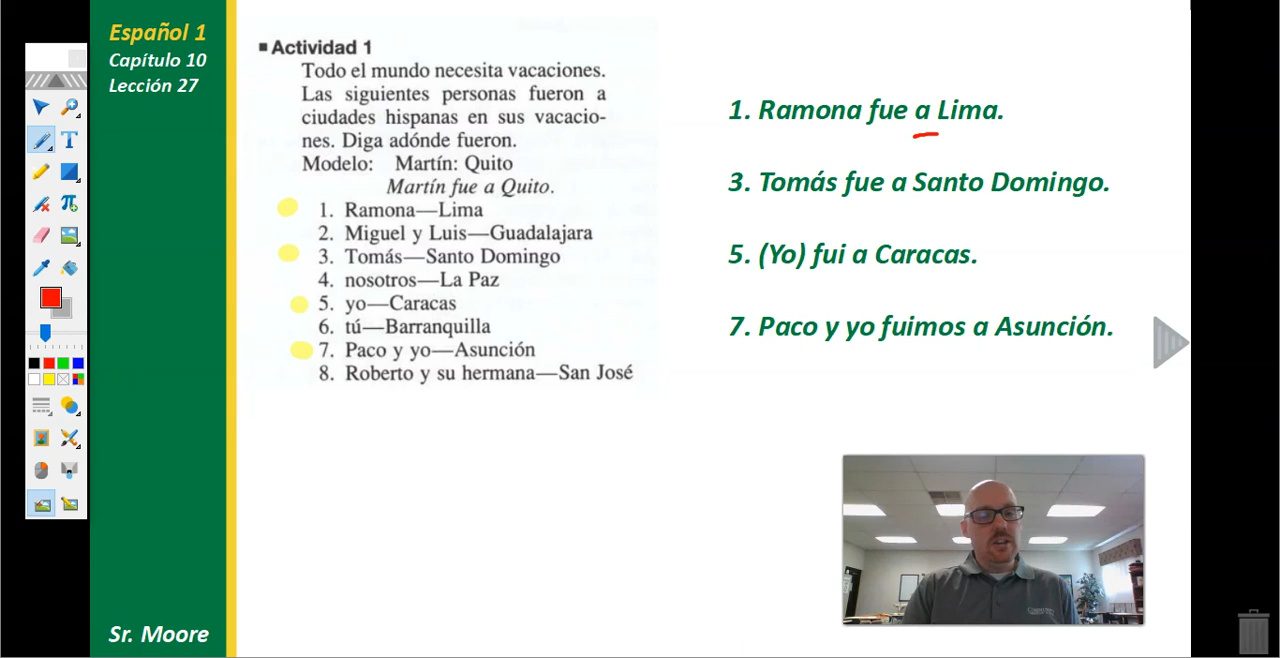 Español 1
Capítulo 10
Lección 27
■ Actividad 1
Todo el mundo necesita vacaciones.
Las siguientes personas fueron a
ciudades hispanas en sus vacacio-
nes. Diga adónde fueron.
Modelo: Martín: Quito
Martín fue a Quito.
1. Ramona—Lima
2. Miguel y Luis—Guadalajara
3. Tomás—Santo Domingo
4. nosotros—La Paz
5. yo—Caracas
6. tú—Barranquilla
7. Paco y yo—Asunción
8. Roberto y su hermana—San José
1. Ramona fue a Lima.
3. Tomás fue a Santo Domingo.
5. (Yo) fui a Caracas.
7. Paco y yo fuimos a Asunción.
Sr. Moore